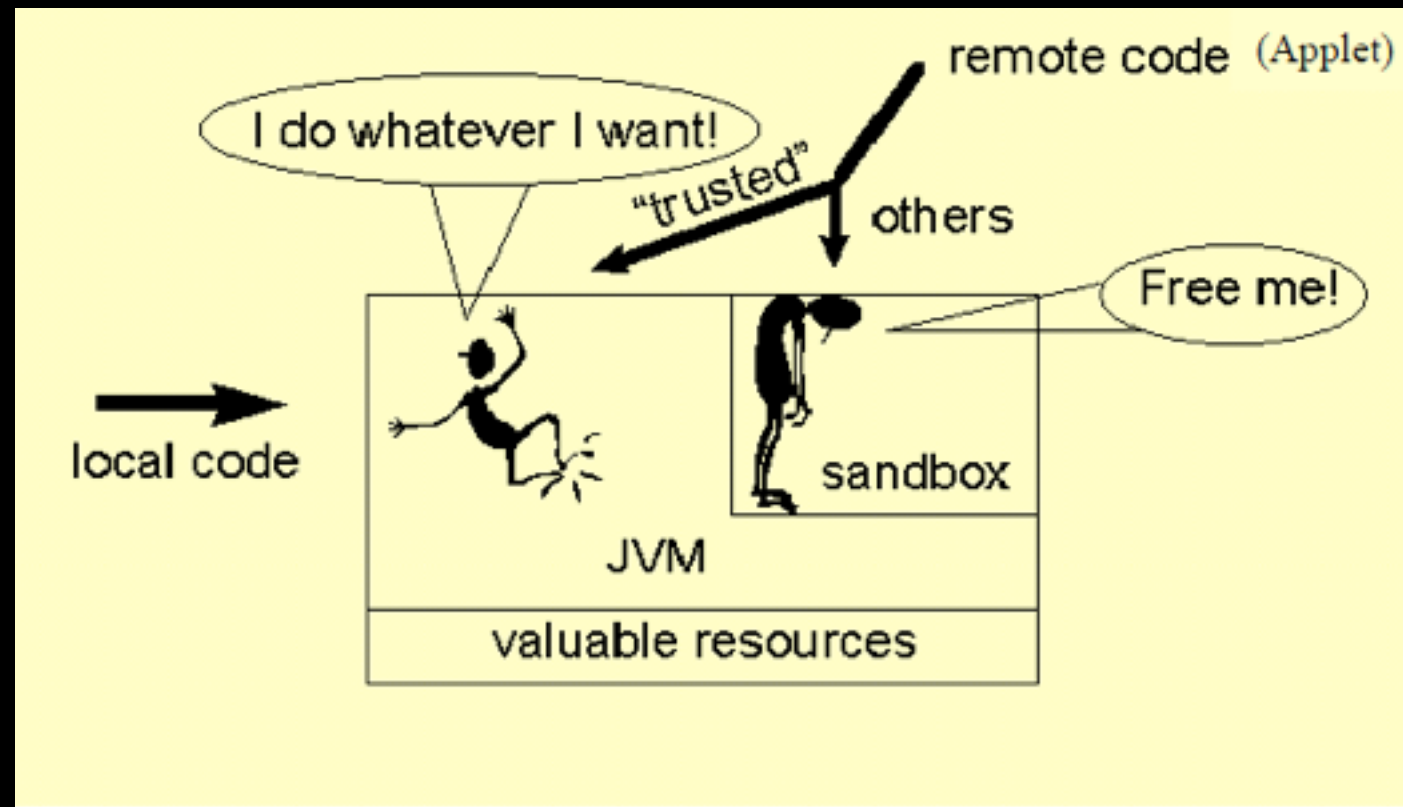 remote code (Applet)
I do whatever I want!
“trusted”
others
Free me!
local code
sandbox
JVM
valuable resources